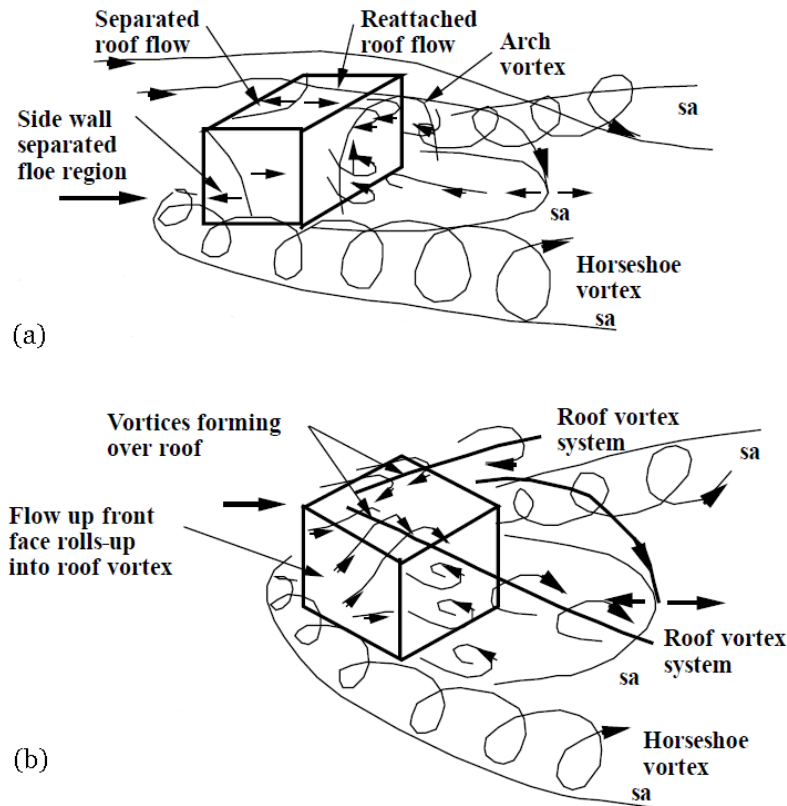 Separated
roof flow
Reattached
roof flow
Arch
vortex
sa
Side wall
separated
floe region
sa
Horseshoe
vortex
sa
(a)
Vortices forming
over roof
Roof vortex
system
sa
Flow up front
face rolls-up
into roof vortex
Roof vortex
system
sa
Horseshoe
vortex
sa
(b)